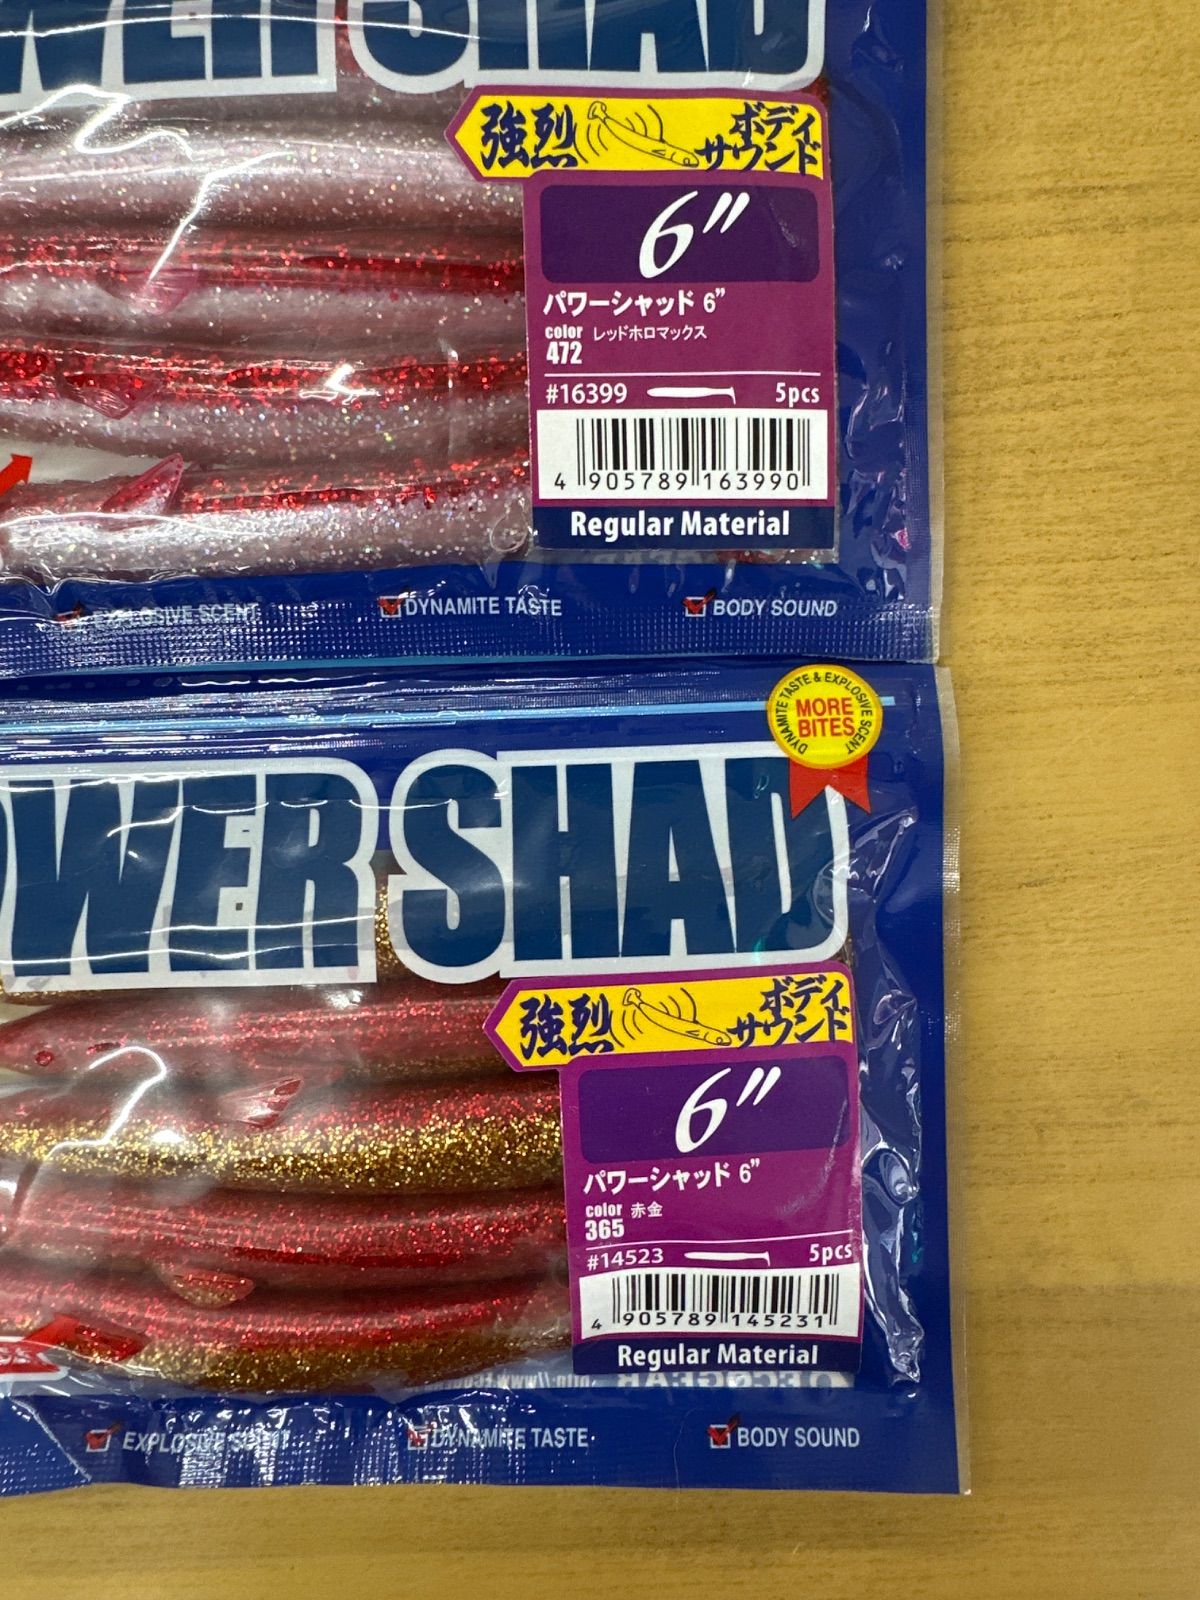 POWER SHAD
強烈 ボディサウンド
6"
パワーシャッド 6"
color レッドホロマックス
472
#16399 5pcs
4 905789 163990
Regular Material
EXPLOSIVE SCENT DYNAMITE TASTE BODY SOUND
DYNAMITE TASTE & EXPLOSIVE SCENT
MORE
BITES
WER SHAD
強烈 ボディサウンド
6"
パワーシャッド 6"
color 赤金
365
#14523 5pcs
4 905789 145231
Regular Material
ECOGEAR
EXPLOSIVE SCENT DYNAMITE TASTE BODY SOUND